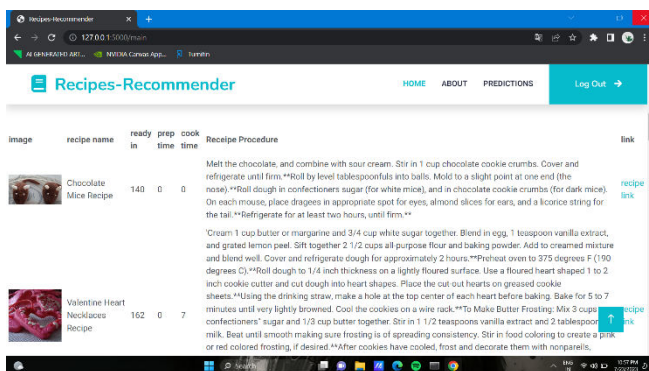 Recipes-Recommender
127.0.0.1:5000/main
AI GENERATED ART... NVIDIA Canvas App... Turnitin
Recipes-Recommender HOME ABOUT PREDICTIONS Log Out
image recipe name ready in prep time cook time Receipe Procedure link
Chocolate Mice Recipe 140 0 0
Melt the chocolate, and combine with sour cream. Stir in 1 cup chocolate cookie crumbs. Cover and
refrigerate until firm.**Roll by level tablespoonfuls into balls. Mold to a slight point at one end (the
nose).**Roll dough in confectioners sugar (for white mice), and in chocolate cookie crumbs (for dark mice).
On each mouse, place dragees in appropriate spot for eyes, almond slices for ears, and a licorice string for
the tail.**Refrigerate for at least two hours, until firm.**
recipe link
Valentine Heart Necklaces Recipe 162 0 7
'Cream 1 cup butter or margarine and 3/4 cup white sugar together. Blend in egg, 1 teaspoon vanilla extract,
and grated lemon peel. Sift together 2 1/2 cups all-purpose flour and baking powder. Add to creamed mixture
and blend well. Cover and refrigerate dough for approximately 2 hours.**Preheat oven to 375 degrees F (190
degrees C).**Roll dough to 1/4 inch thickness on a lightly floured surface. Use a floured heart shaped 1 to 2
inch cookie cutter and cut dough into heart shapes. Place the cut-out hearts on greased cookie
sheets.**Using the drinking straw, make a hole at the top center of each heart before baking. Bake for 5 to 7
minutes until very lightly browned. Cool the cookies on a wire rack.**To Make Butter Frosting: Mix 3 cups
confectioners" sugar and 1/3 cup butter together. Stir in 1 1/2 teaspoons vanilla extract and 2 tablespoon
milk. Beat until smooth making sure frosting is of spreading consistency. Stir in food coloring to create a pink
or red colored frosting, if desired.**After cookies have cooled, frost and decorate them with nonpareils,
recipe
Search
ENG
IN
10:57 PM